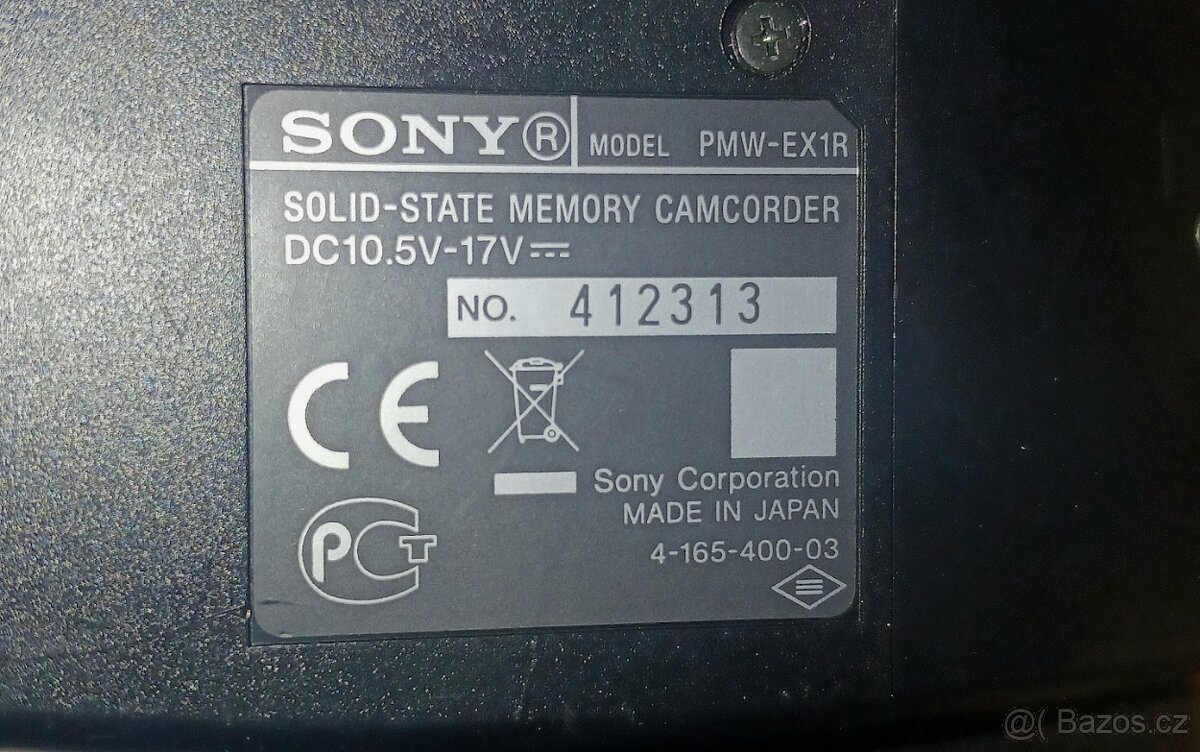 SONY® MODEL PMW-EX1R
SOLID-STATE MEMORY CAMCORDER
DC10.5V-17V⎓
NO. 412313
CE
Sony Corporation
MADE IN JAPAN
4-165-400-03
РСТ
@( Bazos.cz